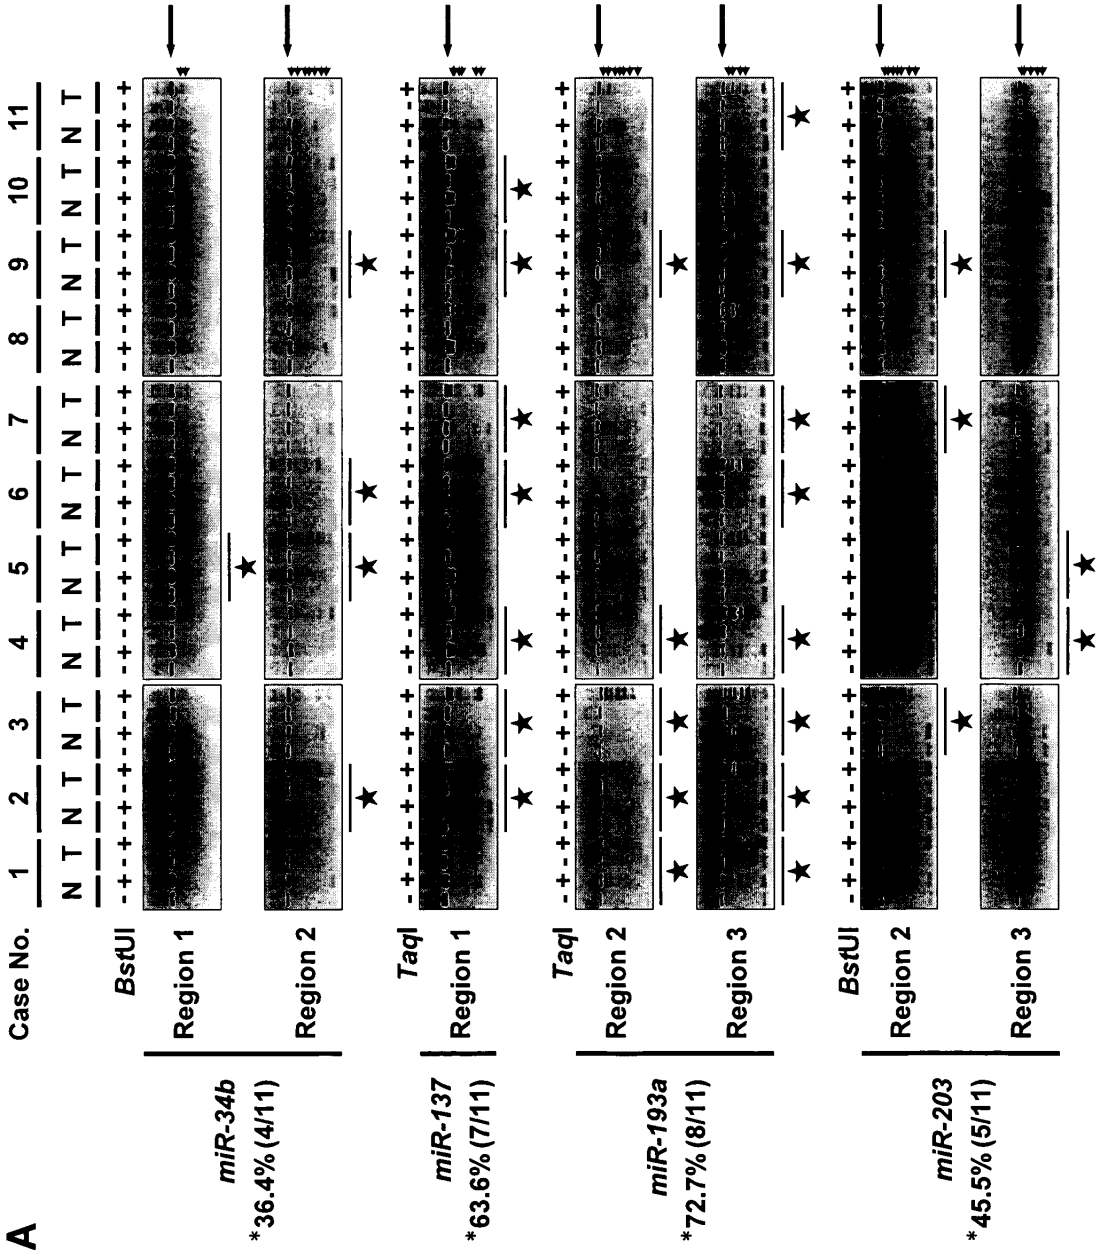 A
Case No. 1 2 3 4 5 6 7 8 9 10 11
N T N T N T N T N T N T N T N T N T N T N T
BstUI - + - + - + - + - + - + - + - + - + - + - + - + - + - + - + - + - + - + - + - + - + - +
miR-34b
*36.4% (4/11)
Region 1
★
Region 2
★ ★ ★ ★
TaqI - + - + - + - + - + - + - + - + - + - + - + - + - + - + - + - + - + - + - + - + - + - +
miR-137
*63.6% (7/11)
Region 1
★ ★ ★ ★ ★ ★ ★
TaqI - + - + - + - + - + - + - + - + - + - + - + - + - + - + - + - + - + - + - + - + - + - +
miR-193a
*72.7% (8/11)
Region 2
★ ★ ★ ★ ★
Region 3
★ ★ ★ ★ ★ ★ ★ ★
BstUI - + - + - + - + - + - + - + - + - + - + - + - + - + - + - + - + - + - + - + - + - + - +
miR-203
*45.5% (5/11)
Region 2
★ ★ ★
Region 3
★ ★